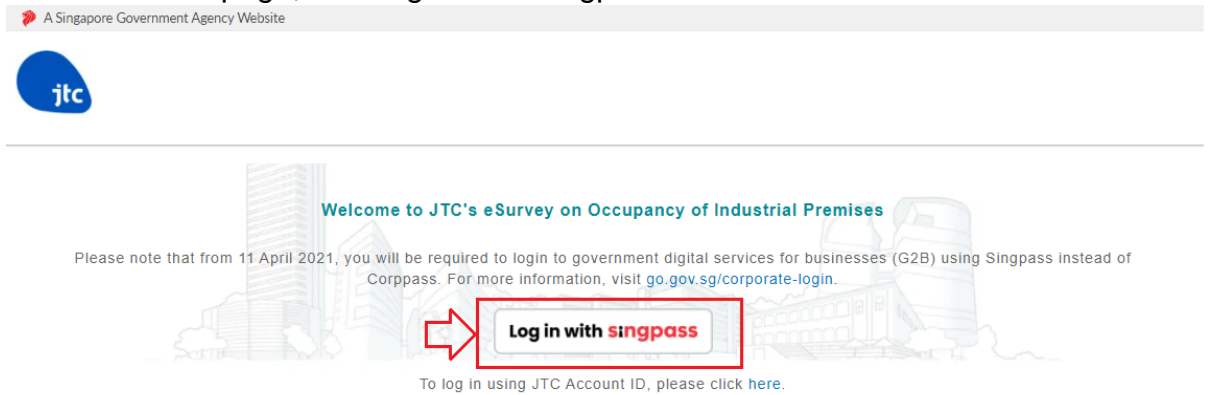 A Singapore Government Agency Website
jtc
Welcome to JTC's eSurvey on Occupancy of Industrial Premises
Please note that from 11 April 2021, you will be required to login to government digital services for businesses (G2B) using Singpass instead of
Corppass. For more information, visit go.gov.sg/corporate-login.
Log in with singpass
To log in using JTC Account ID, please click here.